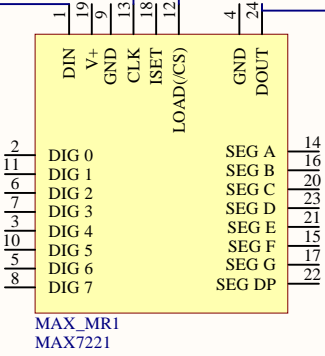 1 19 9 13 18 12 4 24
DIN V+ GND CLK ISET LOAD(/CS) GND DOUT
2 DIG 0 SEG A 14
11 DIG 1 SEG B 16
6 DIG 2 SEG C 20
7 DIG 3 SEG D 23
3 DIG 4 SEG E 21
10 DIG 5 SEG F 15
5 DIG 6 SEG G 17
8 DIG 7 SEG DP 22
MAX_MR1
MAX7221